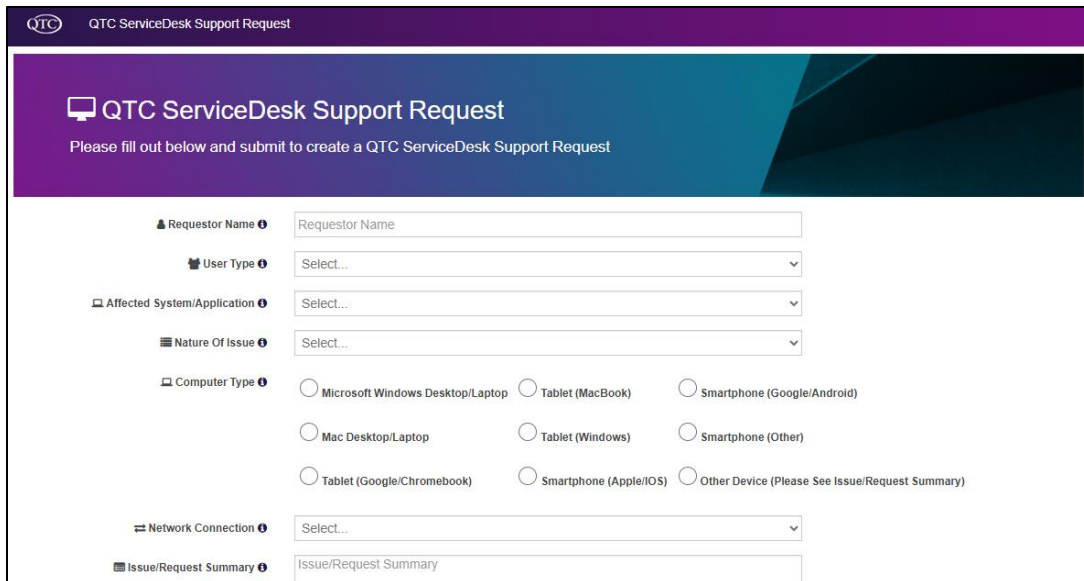 QTC QTC ServiceDesk Support Request
QTC ServiceDesk Support Request
Please fill out below and submit to create a QTC ServiceDesk Support Request
Requestor Name Requestor Name
User Type Select...
Affected System/Application Select...
Nature Of Issue Select...
Computer Type
Microsoft Windows Desktop/Laptop Tablet (MacBook) Smartphone (Google/Android)
Mac Desktop/Laptop Tablet (Windows) Smartphone (Other)
Tablet (Google/Chromebook) Smartphone (Apple/IOS) Other Device (Please See Issue/Request Summary)
Network Connection Select...
Issue/Request Summary Issue/Request Summary